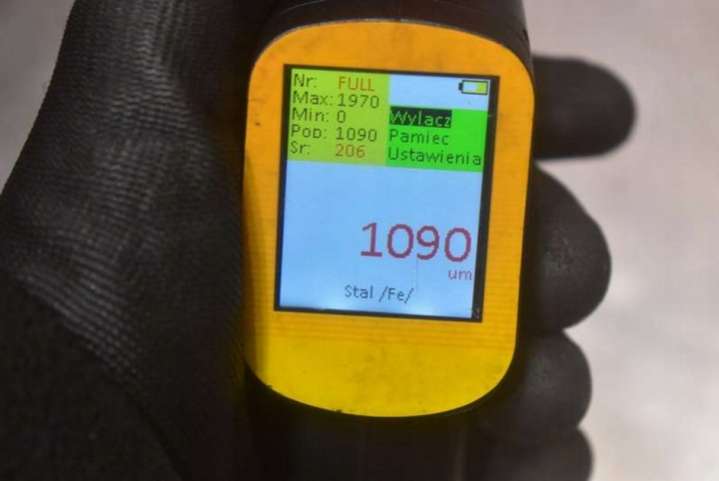 Nr: FULL
Max: 1970
Min: 0
Pop: 1090
Sr: 206
Wylacz
Pamiec
Ustawienia
1090
um
Stal /Fe/